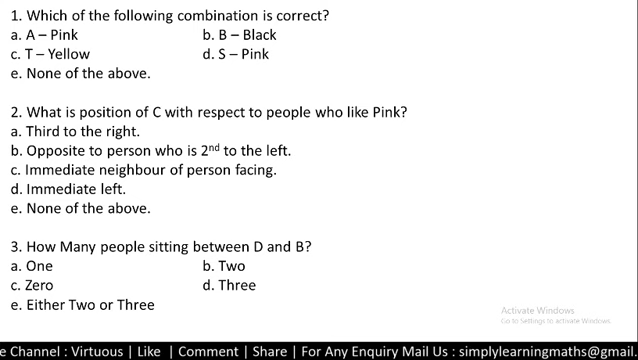 1. Which of the following combination is correct?
a. A – Pink b. B – Black
c. T – Yellow d. S – Pink
e. None of the above.
2. What is position of C with respect to people who like Pink?
a. Third to the right.
b. Opposite to person who is 2nd to the left.
c. Immediate neighbour of person facing.
d. Immediate left.
e. None of the above.
3. How Many people sitting between D and B?
a. One b. Two
c. Zero d. Three
e. Either Two or Three
Activate Windows
Go to Settings to activate Windows.
e Channel : Virtuous | Like | Comment | Share | For Any Enquiry Mail Us : simplylearningmaths@gmail.